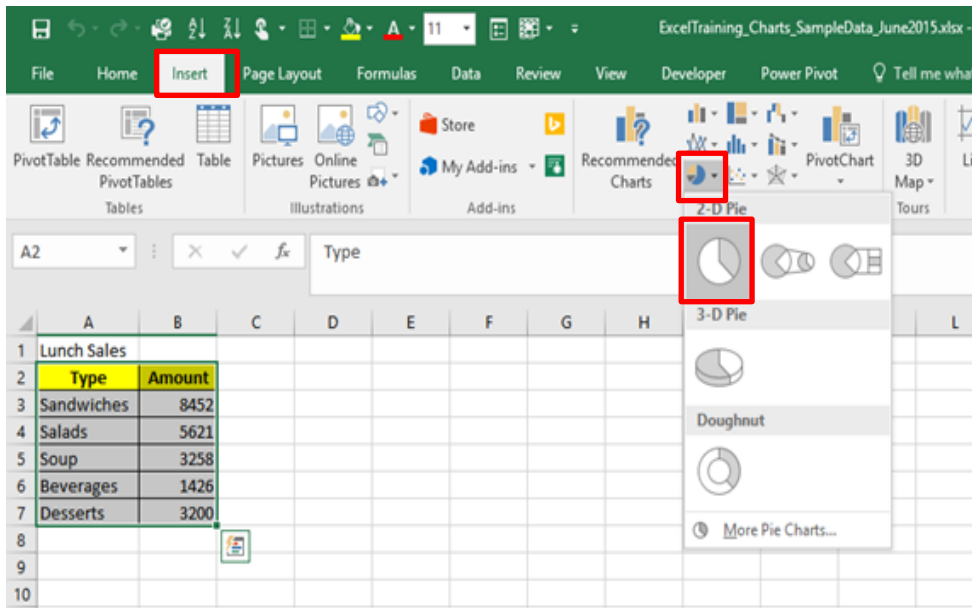 11 ExcelTraining_Charts_SampleData_June2015.xlsx -
File Home Insert Page Layout Formulas Data Review View Developer Power Pivot Tell me what
PivotTable Recommended PivotTables Table
Tables
Pictures Online Pictures
Illustrations
Store
My Add-ins
Add-ins
Recommended Charts
PivotChart
3D Map
Tours
A2 fx Type
2-D Pie
3-D Pie
Doughnut
More Pie Charts...
A B C D E F G H L
1 Lunch Sales
2 Type Amount
3 Sandwiches 8452
4 Salads 5621
5 Soup 3258
6 Beverages 1426
7 Desserts 3200
8
9
10